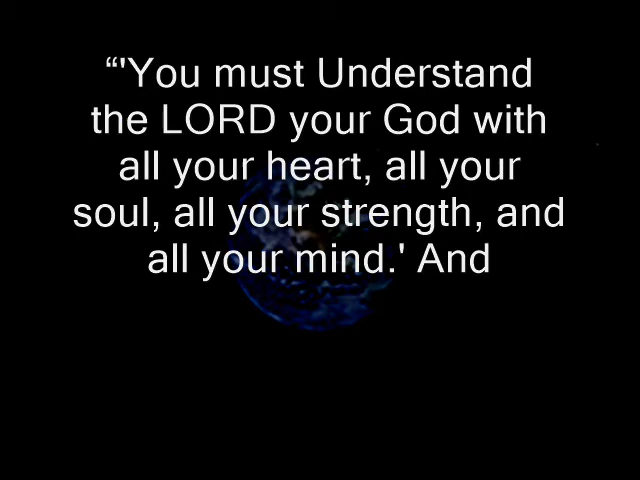 “'You must Understand
the LORD your God with
all your heart, all your
soul, all your strength, and
all your mind.' And